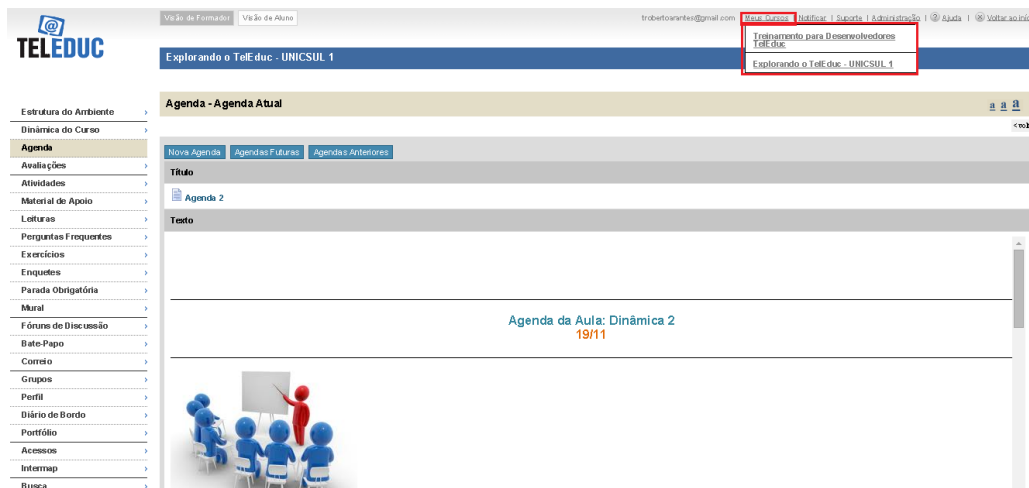 TELEDUC
Visão de Formador Visão de Aluno
trobertoarantes@gmail.com Meus Cursos | Notificar | Suporte | Administração | Ajuda | Voltar ao iníc
Treinamento para Desenvolvedores
TelEduc
Explorando o TelEduc - UNICSUL 1
Explorando o TelEduc - UNICSUL 1
Agenda - Agenda Atual
a a a
Estrutura do Ambiente
Dinâmica do Curso
Agenda
Avaliações
Atividades
Material de Apoio
Leituras
Perguntas Frequentes
Exercícios
Enquetes
Parada Obrigatória
Mural
Fóruns de Discussão
Bate-Papo
Correio
Grupos
Perfil
Diário de Bordo
Portfólio
Acessos
Intermap
Busca
< vol
Nova Agenda Agendas Futuras Agendas Anteriores
Título
Agenda 2
Texto
Agenda da Aula: Dinâmica 2
19/11